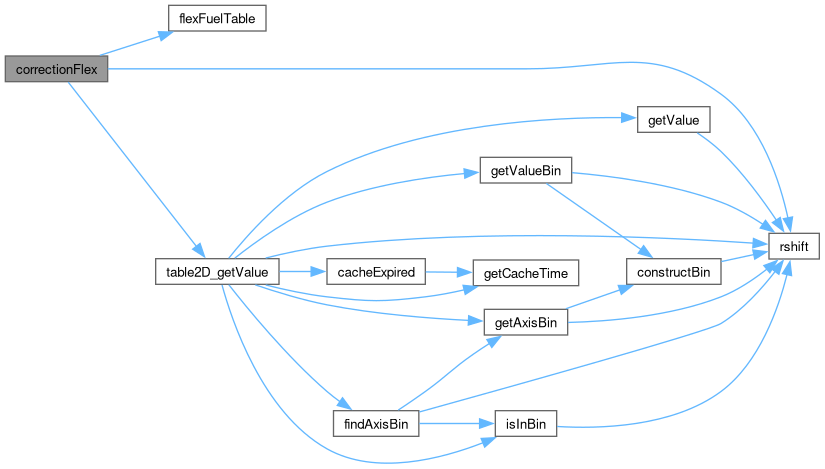 flexFuelTable
correctionFlex
getValue
getValueBin
rshift
table2D_getValue
cacheExpired
getCacheTime
constructBin
getAxisBin
findAxisBin
isInBin